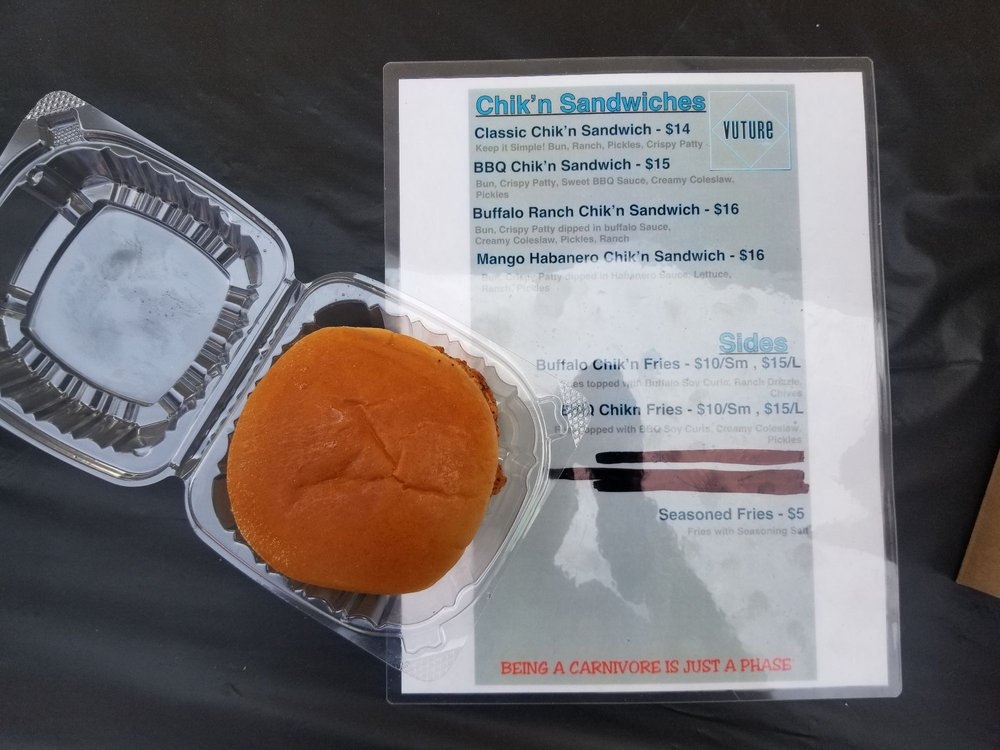 Chik'n Sandwiches
VUTURE
Classic Chik'n Sandwich - $14
Keep it Simple! Bun, Ranch, Pickles, Crispy Patty
BBQ Chik'n Sandwich - $15
Bun, Crispy Patty, Sweet BBQ Sauce, Creamy Coleslaw,
Pickles
Buffalo Ranch Chik'n Sandwich - $16
Bun, Crispy Patty dipped in buffalo Sauce,
Creamy Coleslaw, Pickles, Ranch
Mango Habanero Chik'n Sandwich - $16
Bun, Crispy Patty dipped in Habanero Sauce, Lettuce,
Ranch, Pickles
Sides
Buffalo Chik'n Fries - $10/Sm , $15/L
topped with Buffalo Soy Curls, Ranch Drizzle,
Chives
Chikn Fries - $10/Sm , $15/L
topped with BBQ Soy Curls, Creamy Coleslaw,
Pickles
Seasoned Fries - $5
Fries with Seasoning Salt
BEING A CARNIVORE IS JUST A PHASE